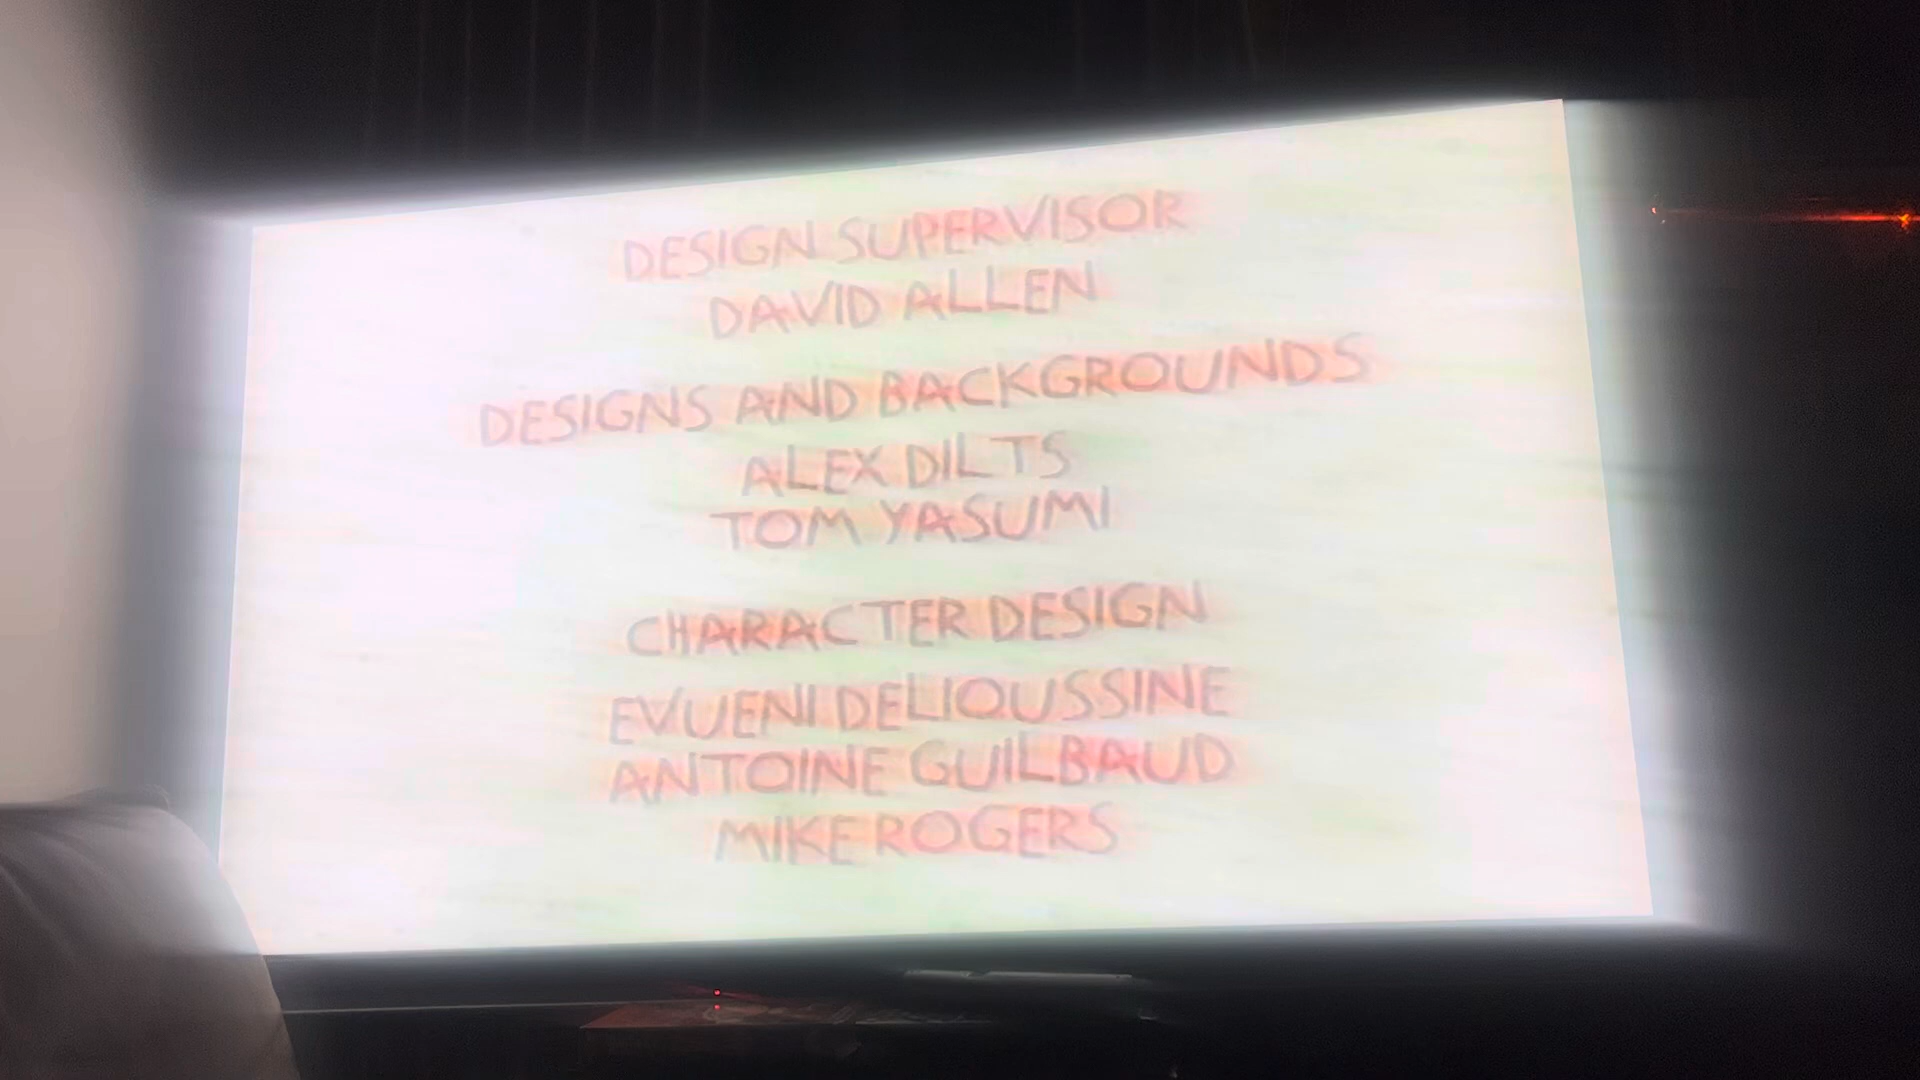 DESIGN SUPERVISOR
DAVID ALLEN
DESIGNS AND BACKGROUNDS
ALEX DILTS
TOM YASUMI
CHARACTER DESIGN
EVUENI DELIOUSSINE
ANTOINE GUILBAUD
MIKE ROGERS